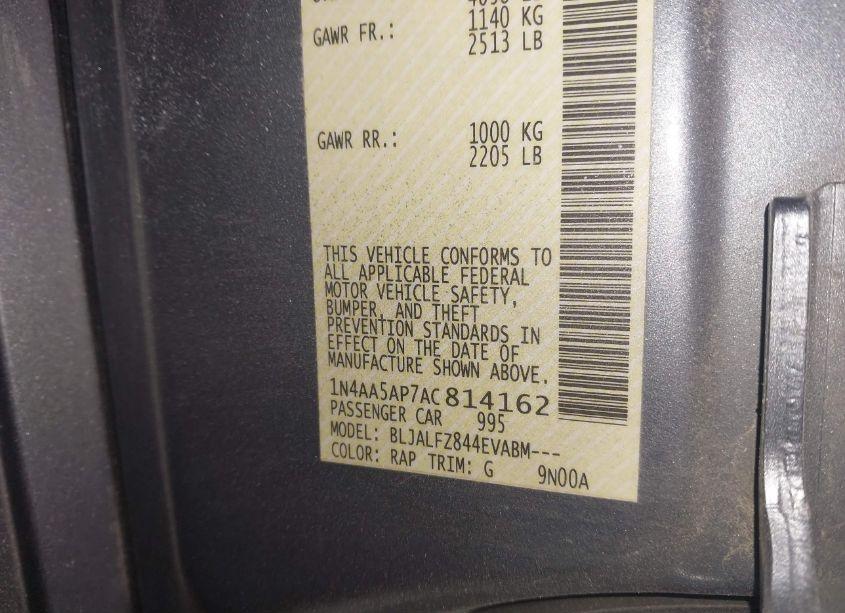 GAWR FR.: 1140 KG
2513 LB
GAWR RR.: 1000 KG
2205 LB
THIS VEHICLE CONFORMS TO
ALL APPLICABLE FEDERAL
MOTOR VEHICLE SAFETY,
BUMPER, AND THEFT
PREVENTION STANDARDS IN
EFFECT ON THE DATE OF
MANUFACTURE SHOWN ABOVE.
1N4AA5AP7AC814162
PASSENGER CAR 995
MODEL: BLJALFZ844EVABM---
COLOR: RAP TRIM: G 9N00A